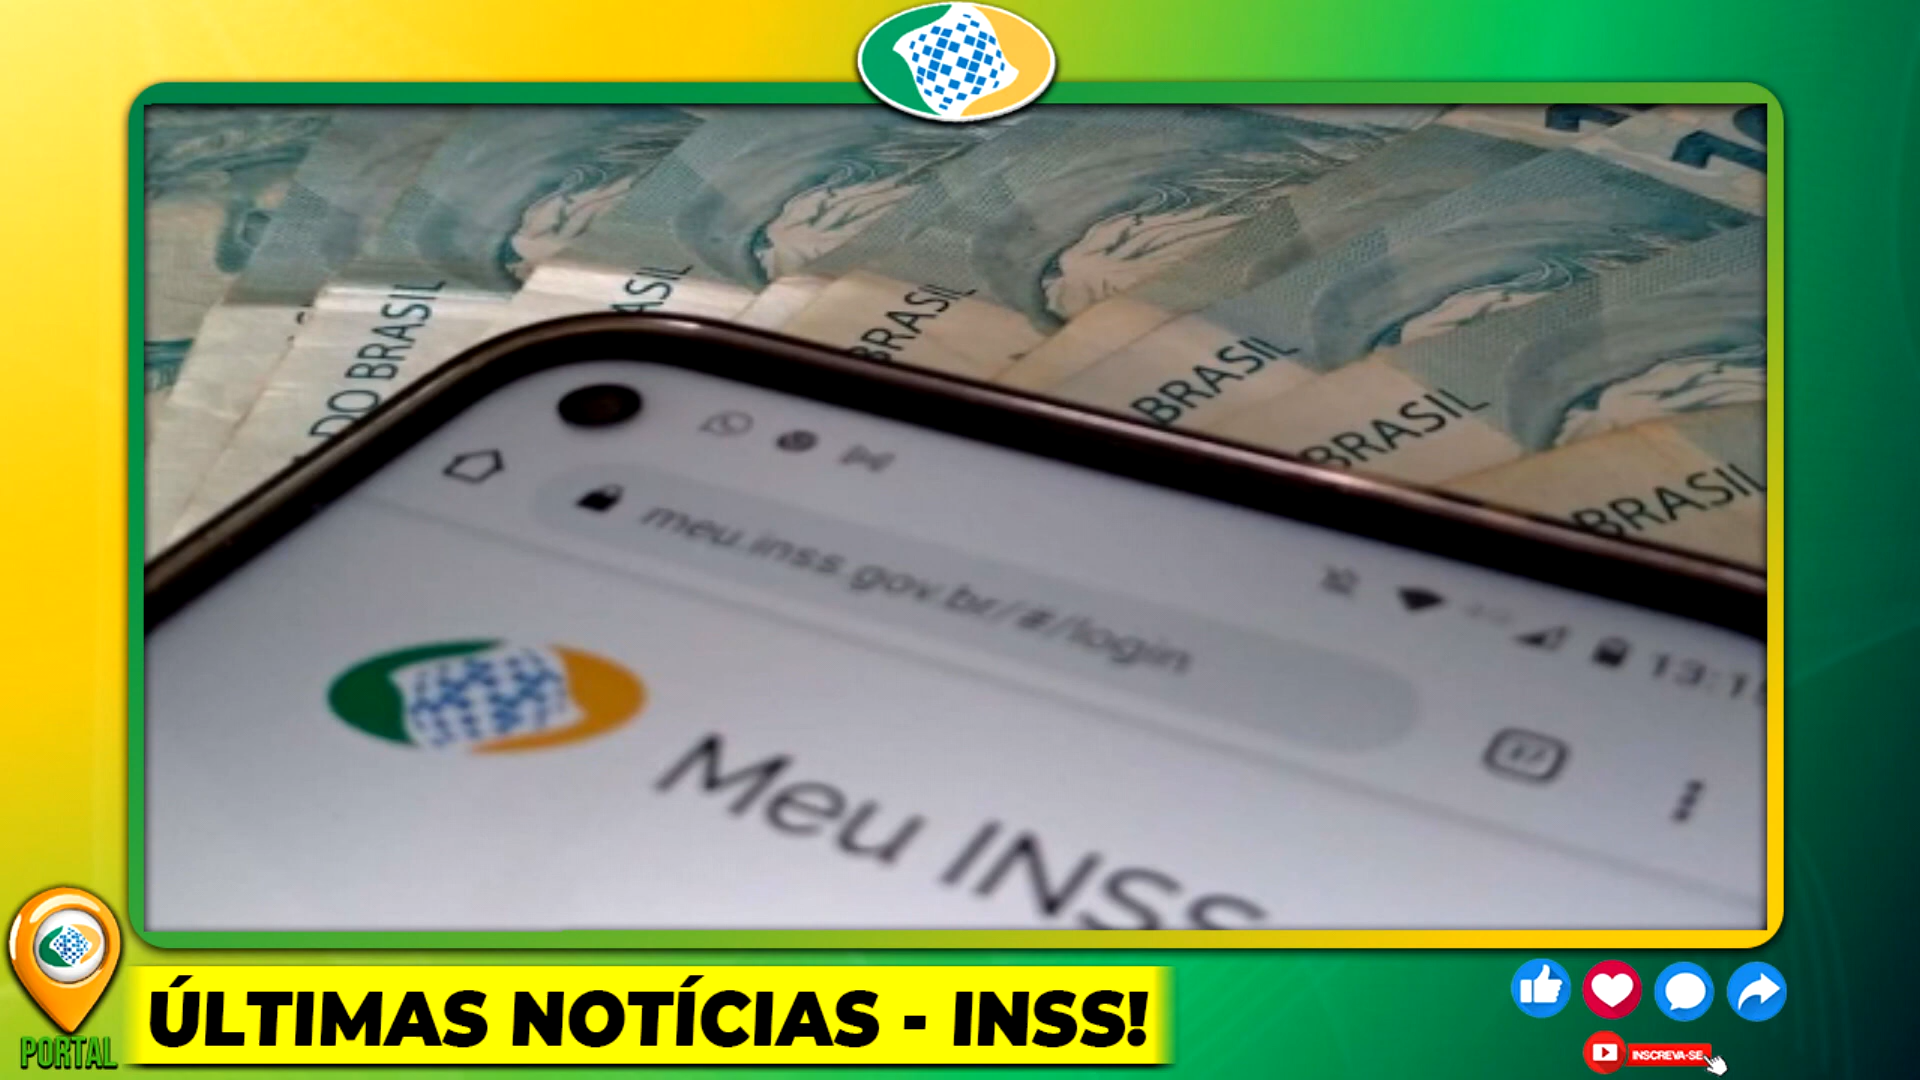 10
DO BRASIL
ASIL
BRASIL
BRASIL
BRASIL
BRASIL
meu.inss.gov.br/#/login
Meu INSS
ÚLTIMAS NOTÍCIAS - INSS!
PORTAL
INSCREVA-SE